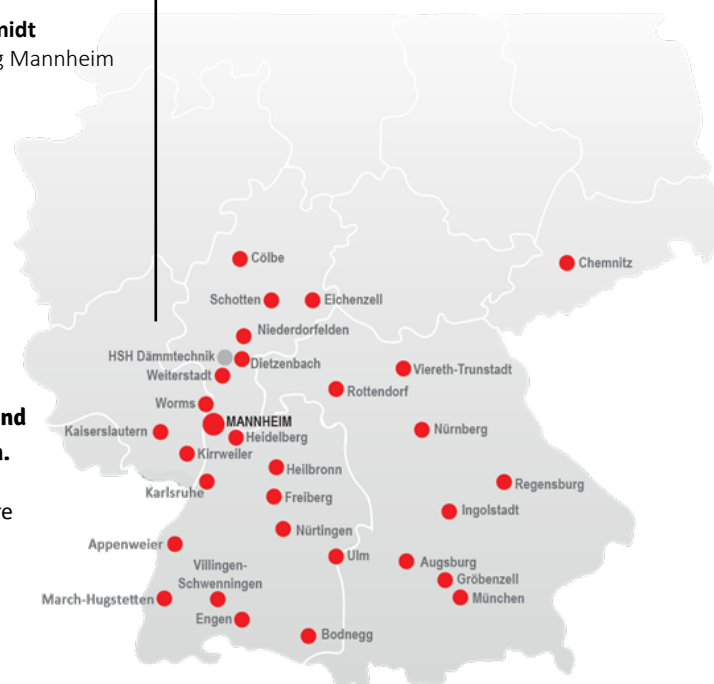 midt
g Mannheim
Cölbe
Chemnitz
Schotten
Eichenzell
Niederdorfelden
HSH Dämmtechnik
Dietzenbach
Weiterstadt
Viereth-Trunstadt
Rottendorf
Worms
MANNHEIM
nd
Kaiserslautern
Heidelberg
Nürnberg
n.
Kirrweiler
Heilbronn
Karlsruhe
Freiberg
Regensburg
re
Ingolstadt
Nürtingen
Appenweier
Ulm
Augsburg
Villingen-
Schwenningen
Gröbenzell
March-Hugstetten
München
Engen
Bodnegg